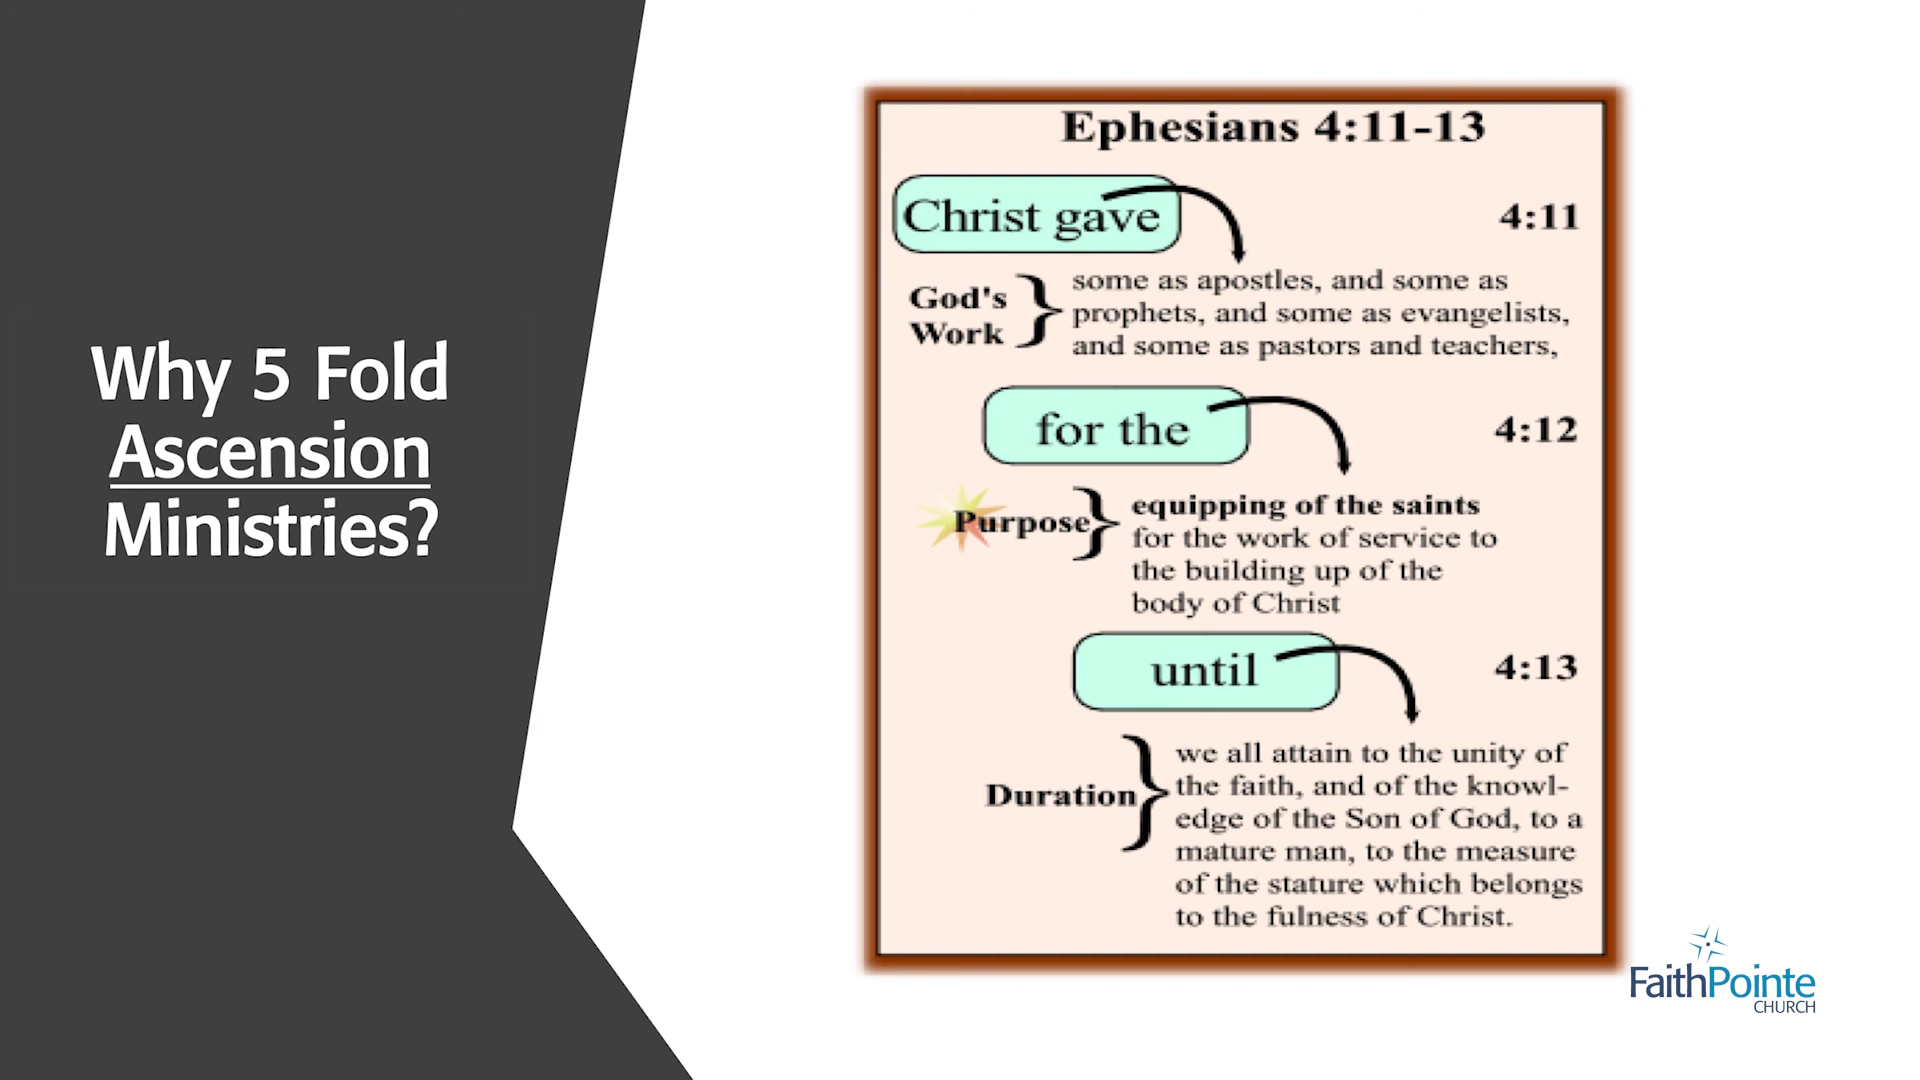 Why 5 Fold
Ascension
Ministries?
Ephesians 4:11-13
Christ gave
4:11
God's
Work
some as apostles, and some as
prophets, and some as evangelists,
and some as pastors and teachers,
for the
4:12
Purpose
equipping of the saints
for the work of service to
the building up of the
body of Christ
until
4:13
Duration
we all attain to the unity of
the faith, and of the knowl-
edge of the Son of God, to a
mature man, to the measure
of the stature which belongs
to the fulness of Christ.
FaithPointe
CHURCH